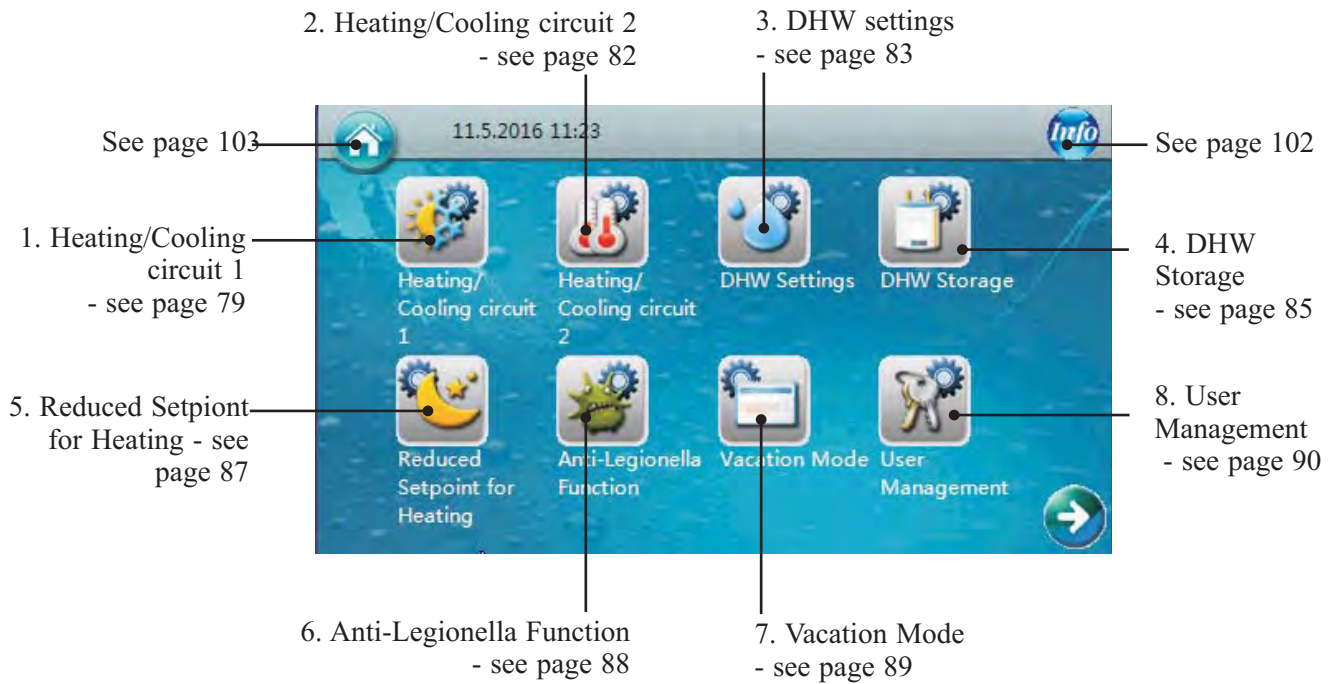 2. Heating/Cooling circuit 2
- see page 82
3. DHW settings
- see page 83
See page 103
11.5.2016 11:23
Info
See page 102
1. Heating/Cooling
circuit 1
- see page 79
Heating/
Cooling circuit
1
Heating/
Cooling circuit
2
DHW Settings
DHW Storage
4. DHW
Storage
- see page 85
5. Reduced Setpiont
for Heating - see
page 87
Reduced
Setpoint for
Heating
Anti-Legionella
Function
Vacation Mode
User
Management
8. User
Management
- see page 90
6. Anti-Legionella Function
- see page 88
7. Vacation Mode
- see page 89